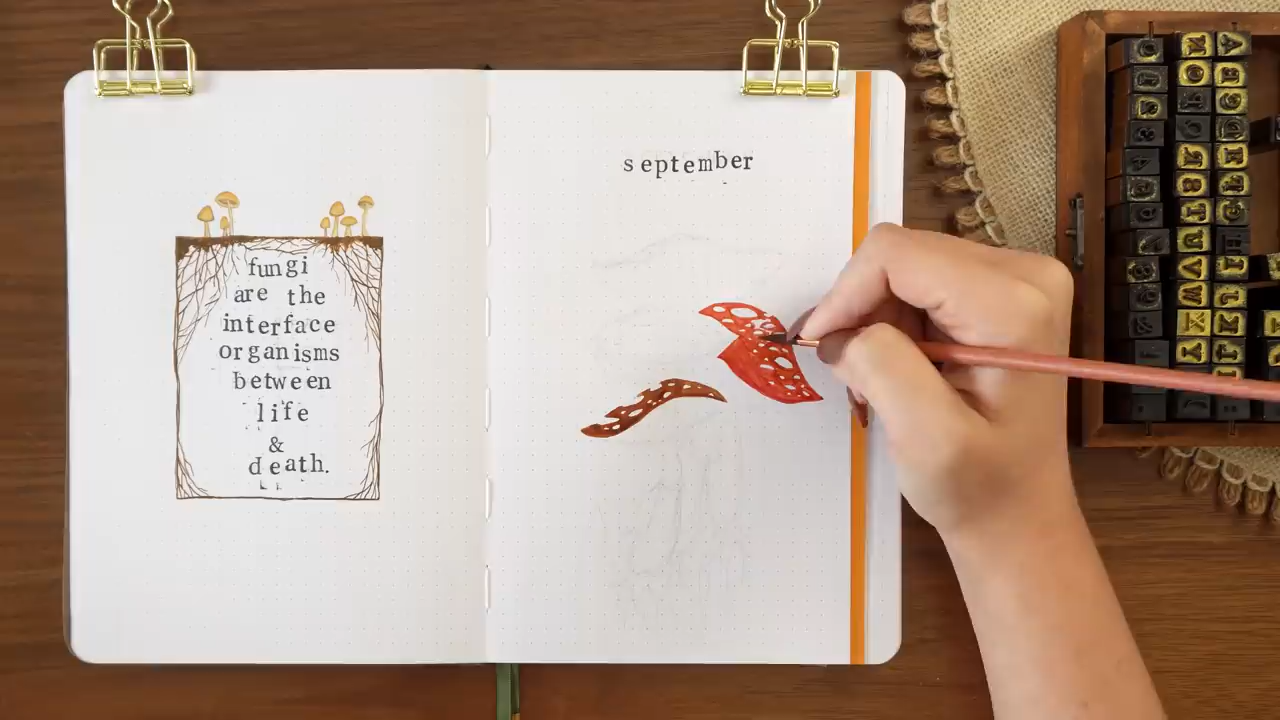 fungi
are the
interface
organisms
between
life
&
death.
september